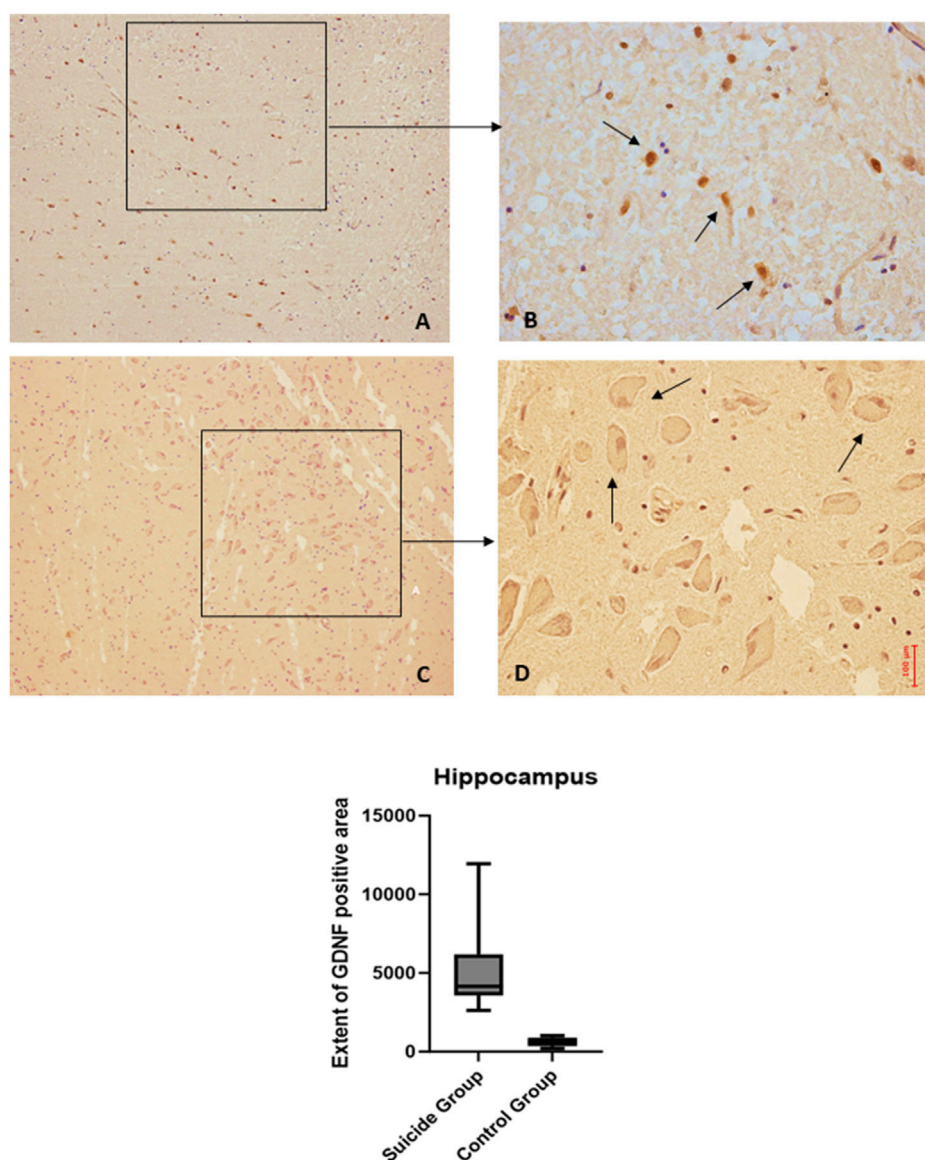 A
B
A
C
D
100 µm
Hippocampus
Extent of GDNF positive area
15000
10000
5000
0
Suicide Group
Control Group